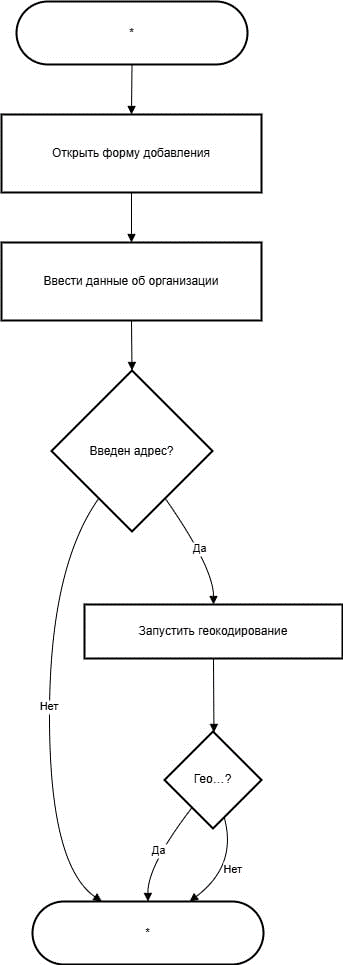 *
Открыть форму добавления
Ввести данные об организации
Введен адрес?
Да
Запустить геокодирование
Нет
Гео...?
Да
Нет
*